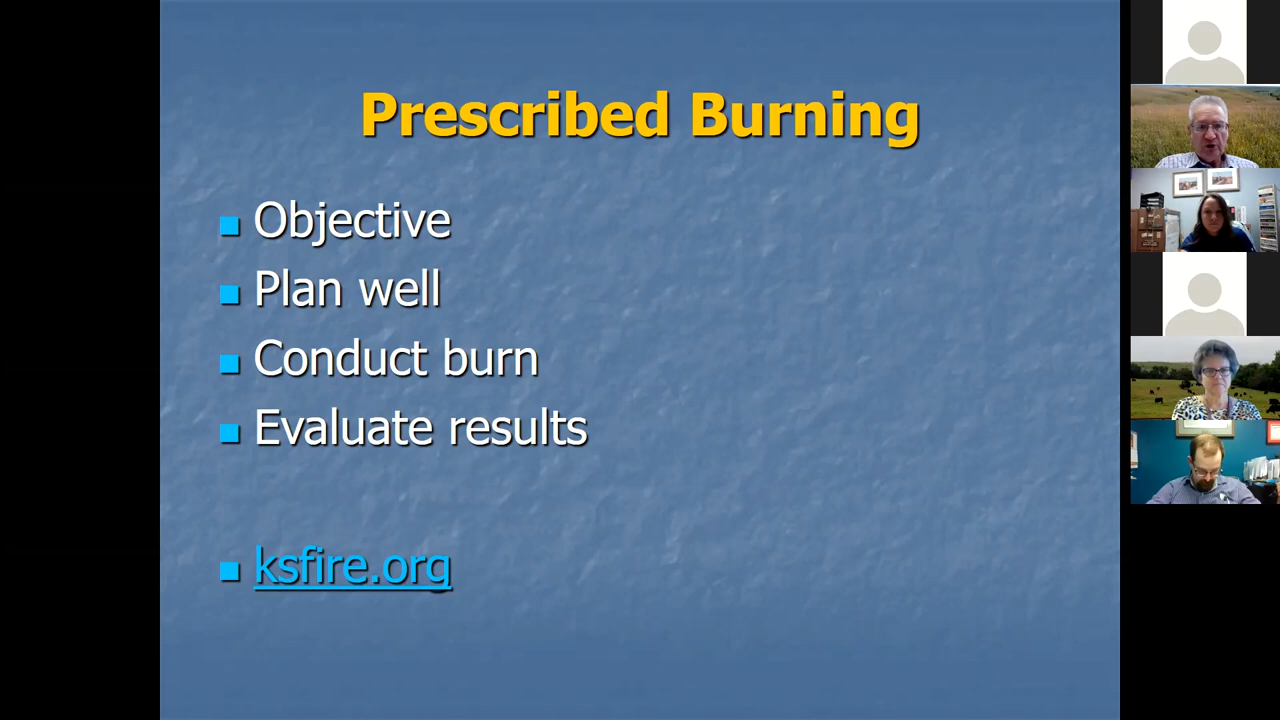 Prescribed Burning
Objective
Plan well
Conduct burn
Evaluate results
ksfire.org